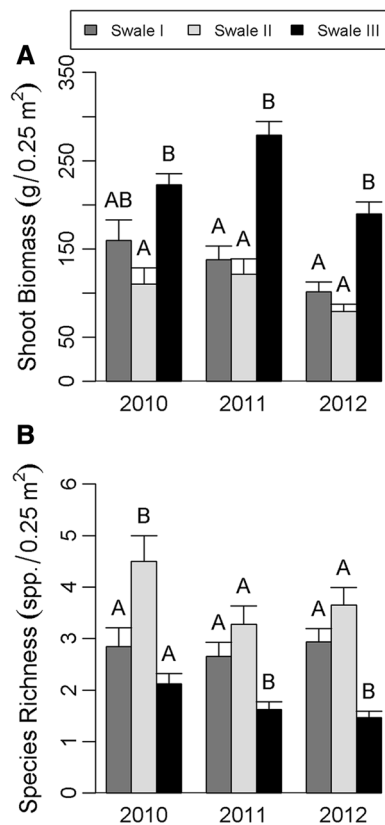 Swale I Swale II Swale III
A
Shoot Biomass (g/0.25 m²)
350
250
150
50
0
AB A B
A A B
A A B
2010 2011 2012
B
Species Richness (spp./0.25 m²)
6
5
4
3
2
1
0
A B A
A A B
A A B
2010 2011 2012